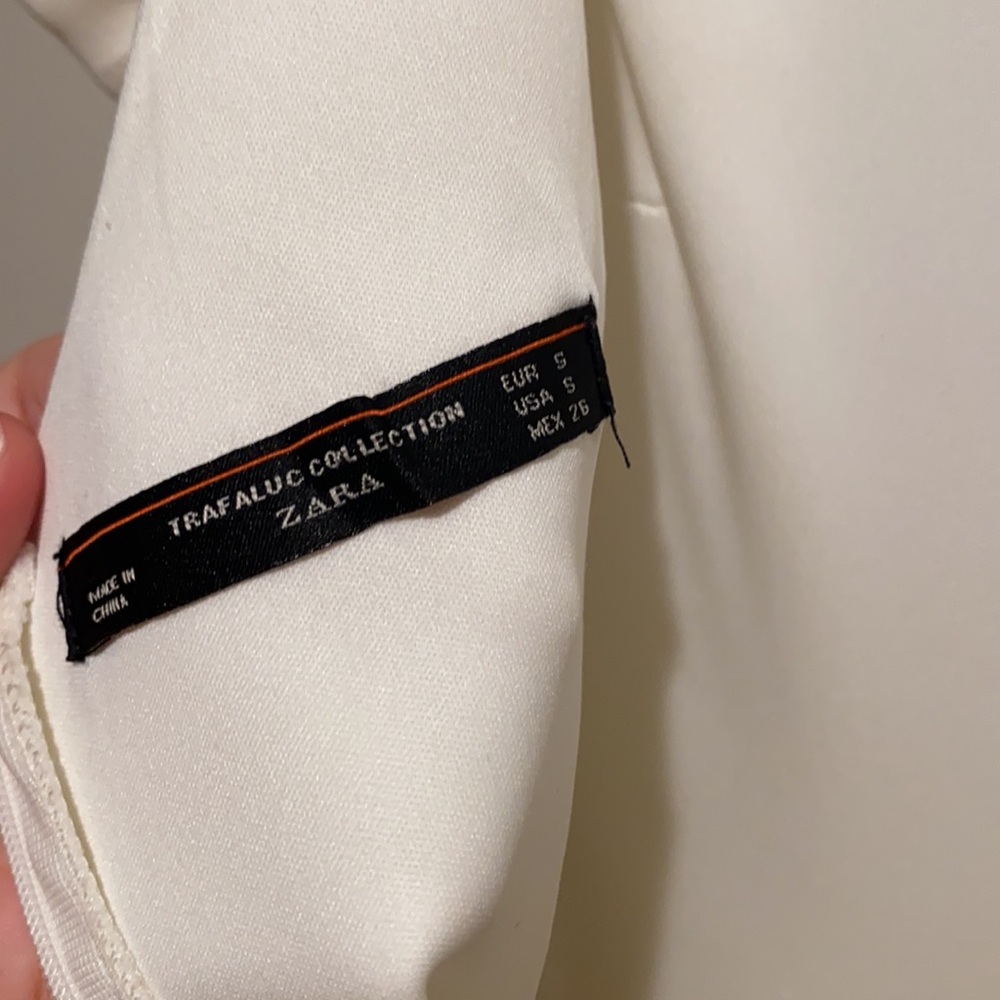 TRAFALUC COLLECTION
ZARA
EUR S
USA S
MEX 26
MADE IN
CHINA